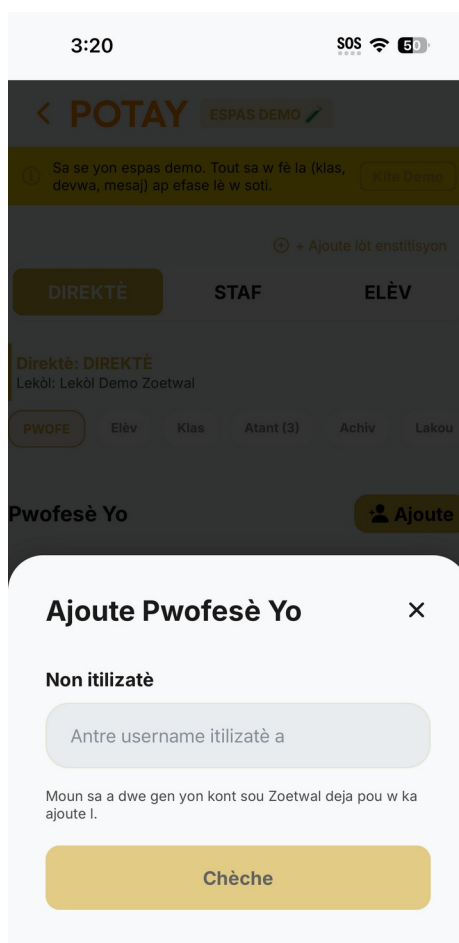 3:20
SOS
50
POTAY
ESPAS DEMO
Sa se yon espas demo. Tout sa w fè (klas,
devwa, mesaj) ap efase lè w soti.
Kite Demo
+ Ajoute lòt enstitisyon
DIREKTÈ
STAF
ELÈV
Direktè: DIREKTÈ
Lekòl: Lekòl Demo Zoetwal
PWOFE
Elèv
Klas
Atant (3)
Achiv
Lakou
Pwofesè Yo
Ajoute
Ajoute Pwofesè Yo
Non itilizatè
Antre username itilizatè a
Moun sa a dwe gen yon kont sou Zoetwal deja pou w ka
ajoute l.
Chèche